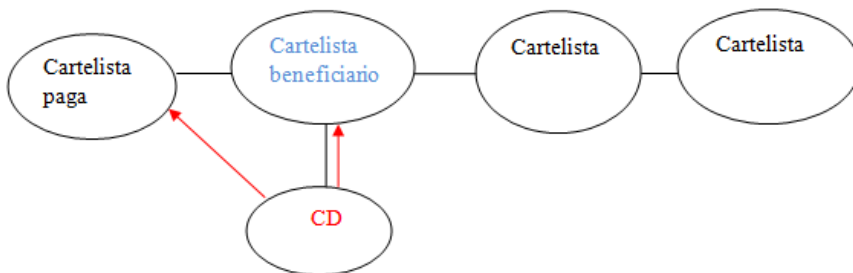 Cartelista
paga
Cartelista
beneficiario
Cartelista
Cartelista
CD